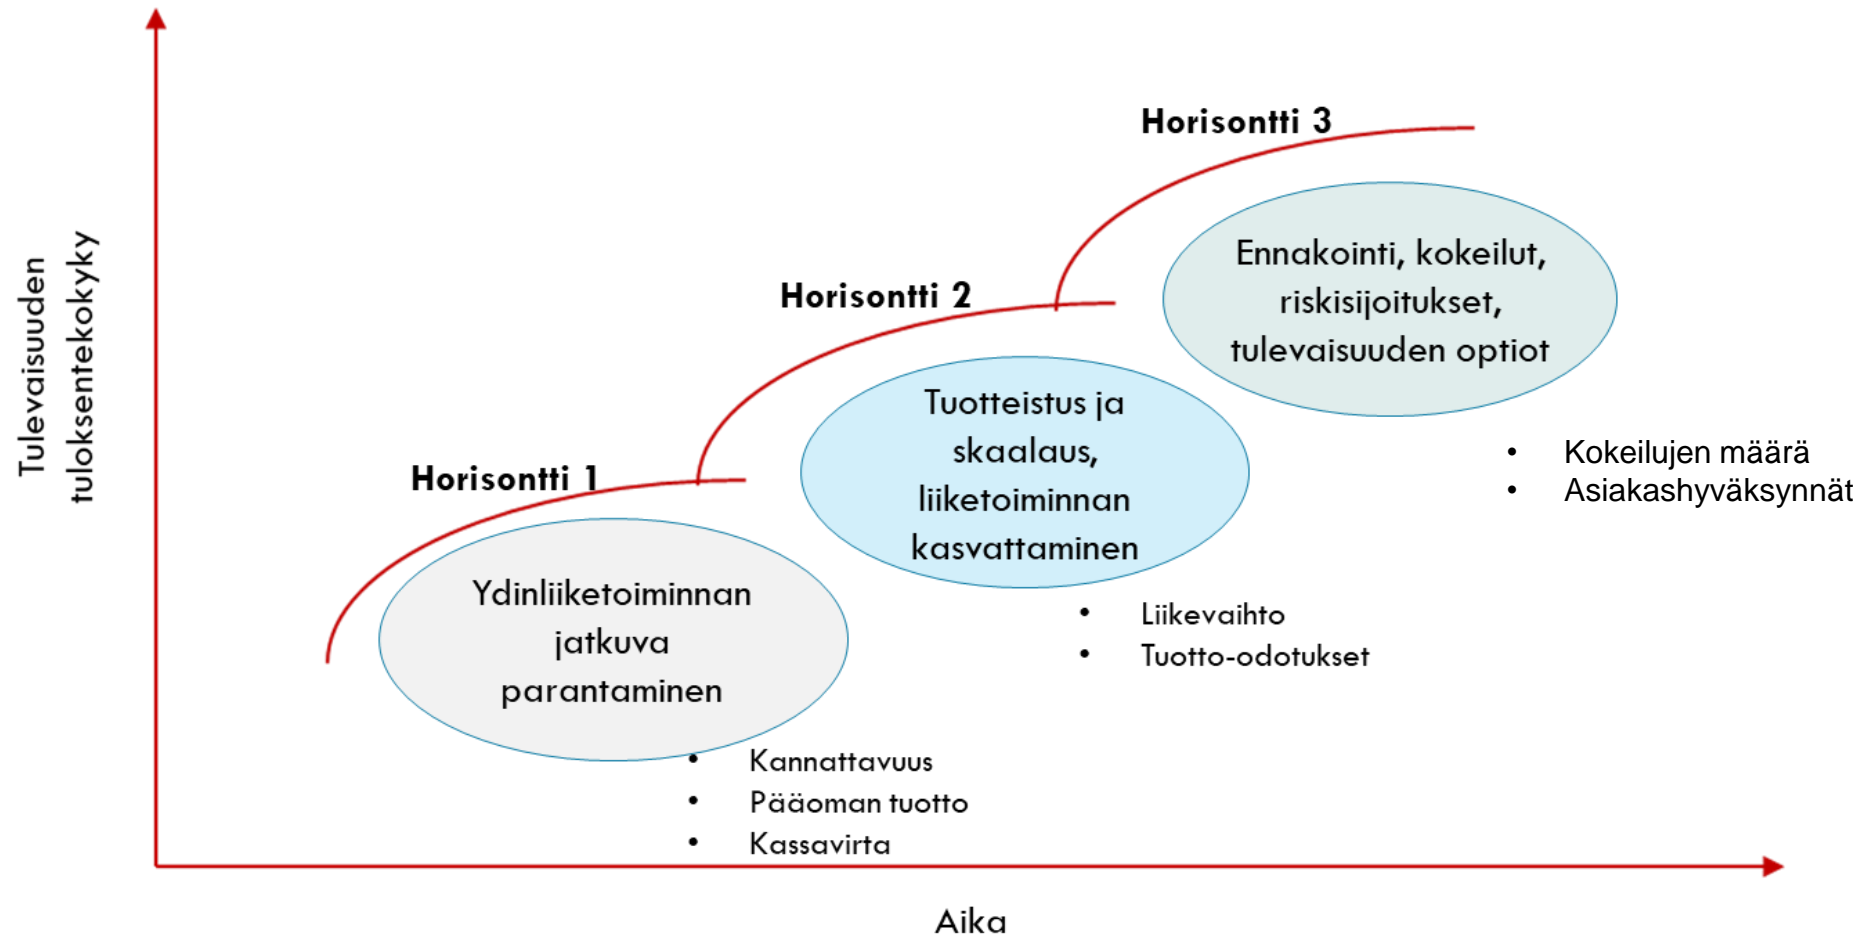 Tulevaisuuden
tuloksentekokyky
Horisontti 3
Ennakointi, kokeilut,
riskisijoitukset,
tulevaisuuden optiot
• Kokeilujen määrä
• Asiakashyväksynnät
Horisontti 2
Tuotteistus ja
skaalaus,
liiketoiminnan
kasvattaminen
• Liikevaihto
• Tuotto-odotukset
Horisontti 1
Ydinliiketoiminnan
jatkuva
parantaminen
• Kannattavuus
• Pääoman tuotto
• Kassavirta
Aika